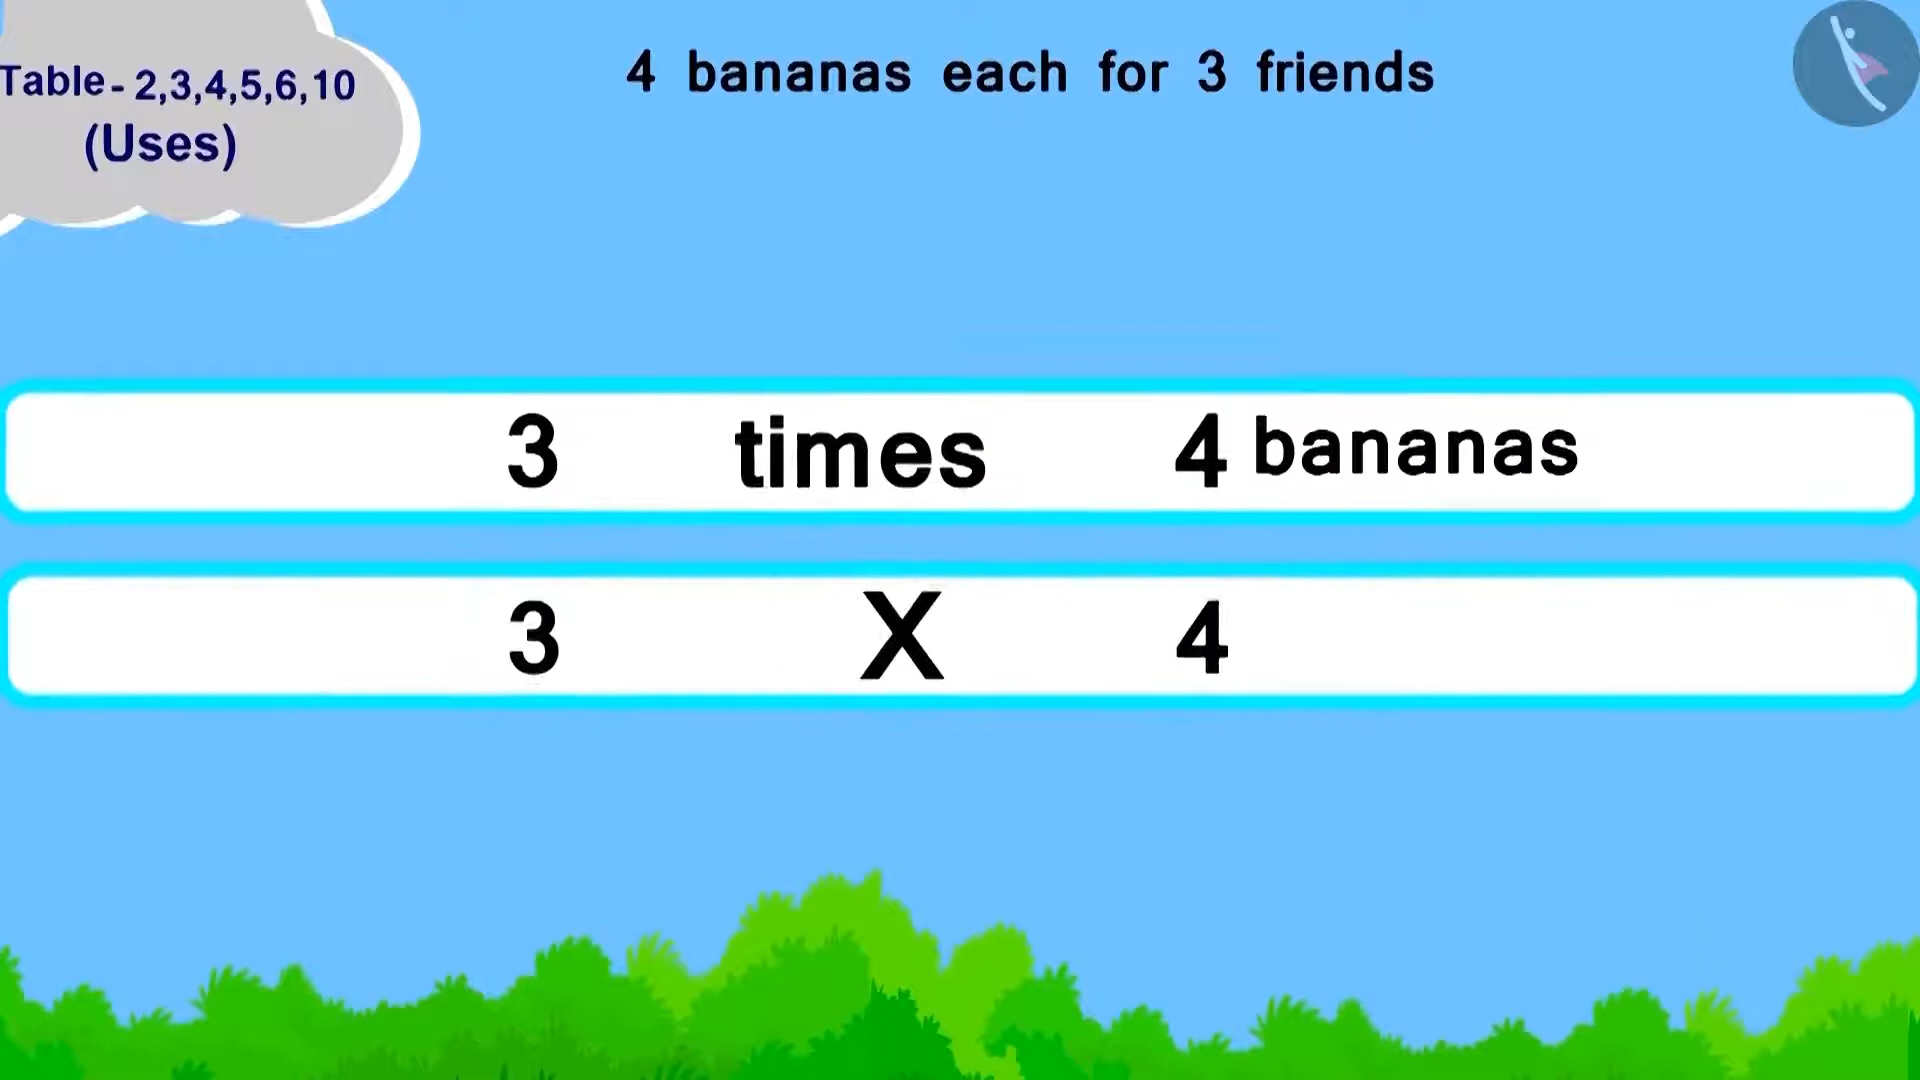 Table - 2,3,4,5,6,10
(Uses)
4 bananas each for 3 friends
3 times 4 bananas
3 X 4